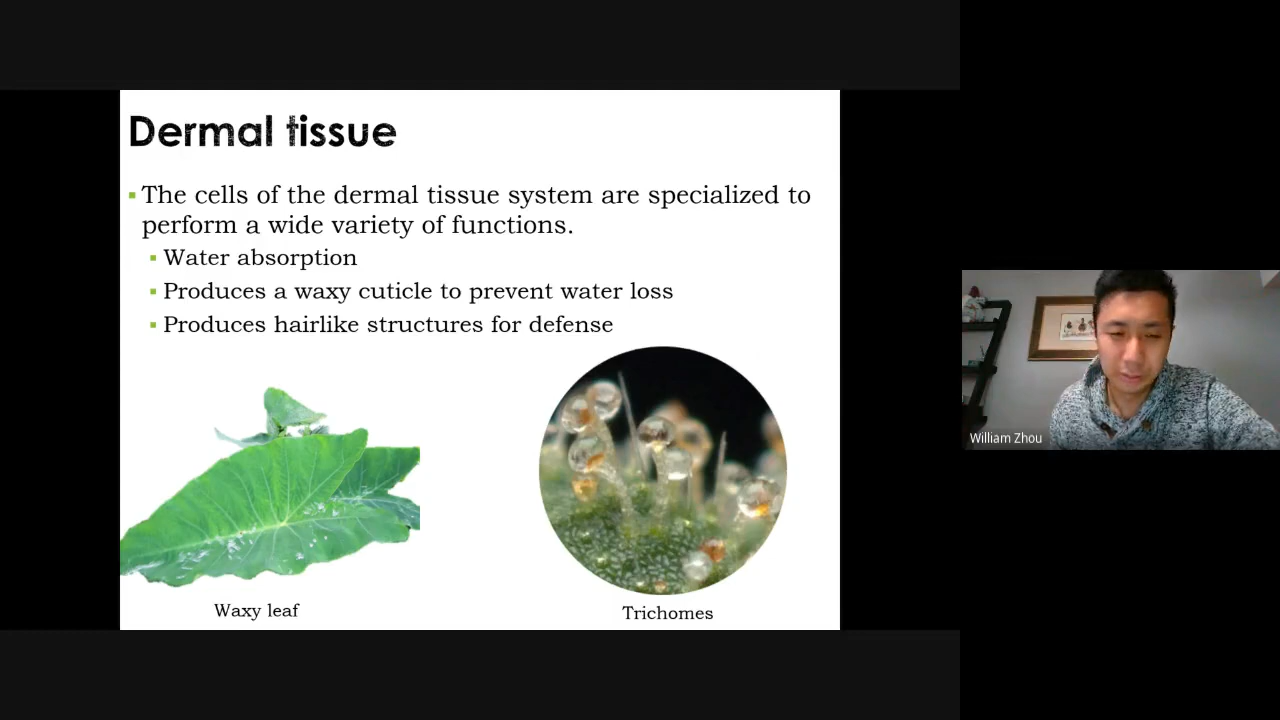 Dermal tissue
▪ The cells of the dermal tissue system are specialized to
perform a wide variety of functions.
▪ Water absorption
▪ Produces a waxy cuticle to prevent water loss
▪ Produces hairlike structures for defense
Waxy leaf
Trichomes
William Zhou